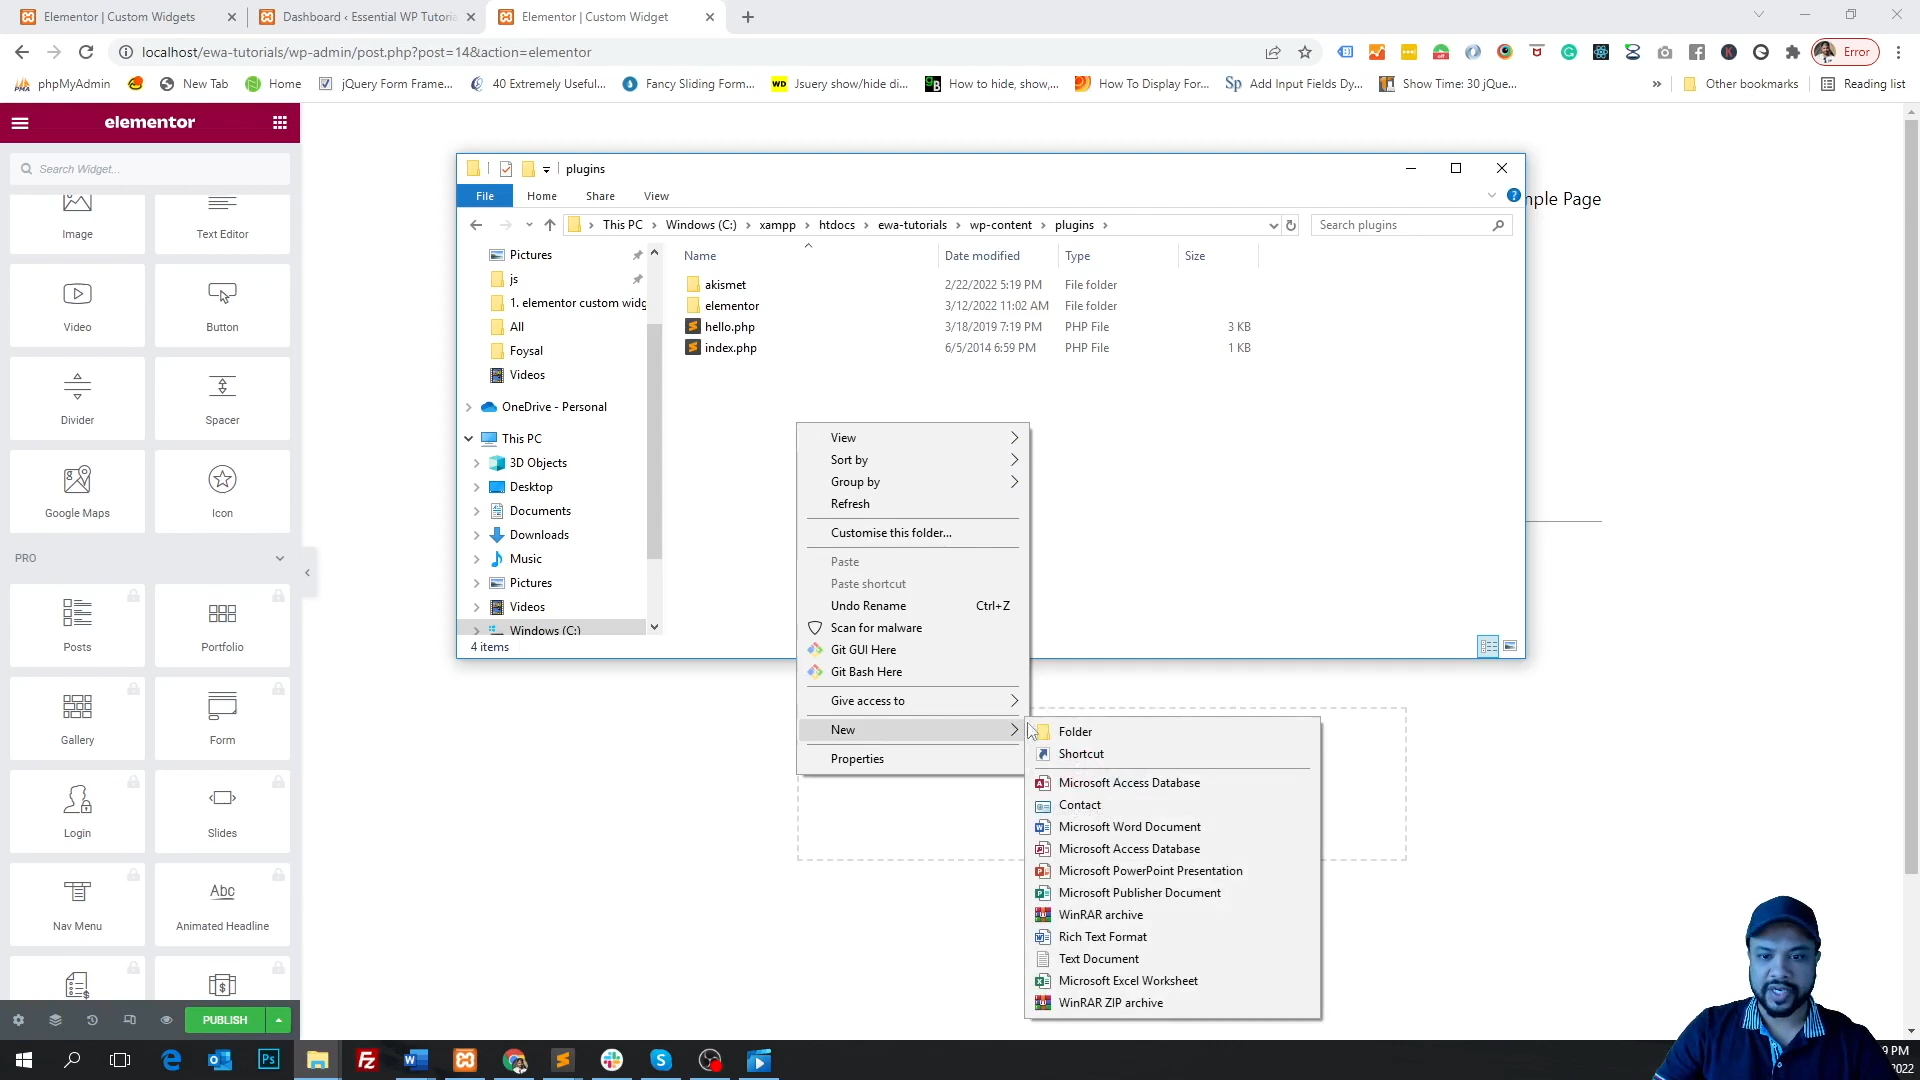 Elementor | Custom Widgets
Dashboard ‹ Essential WP Tutoria
Elementor | Custom Widget
localhost/ewa-tutorials/wp-admin/post.php?post=14&action=elementor
Error
phpMyAdmin
New Tab
Home
jQuery Form Frame...
40 Extremely Useful...
Fancy Sliding Form...
WD
Jsuery show/hide di...
How to hide, show,...
How To Display For...
Sp
Add Input Fields Dy...
Show Time: 30 jQue...
»
Other bookmarks
Reading list
elementor
Search Widget...
Image
Text Editor
Video
Button
Divider
Spacer
Google Maps
Icon
PRO
Posts
Portfolio
Gallery
Form
Login
Slides
Abc
Nav Menu
Animated Headline
PUBLISH
mple Page
plugins
File
Home
Share
View
This PC
Windows (C:)
xampp
htdocs
ewa-tutorials
wp-content
plugins
Search plugins
Name
Date modified
Type
Size
akismet
2/22/2022 5:19 PM
File folder
elementor
3/12/2022 11:02 AM
File folder
hello.php
3/18/2019 7:19 PM
PHP File
3 KB
index.php
6/5/2014 6:59 PM
PHP File
1 KB
Pictures
js
1. elementor custom widg
All
Foysal
Videos
OneDrive - Personal
This PC
3D Objects
Desktop
Documents
Downloads
Music
Pictures
Videos
Windows (C:)
4 items
View
Sort by
Group by
Refresh
Customise this folder...
Paste
Paste shortcut
Undo Rename
Ctrl+Z
Scan for malware
Git GUI Here
Git Bash Here
Give access to
New
Properties
Folder
Shortcut
Microsoft Access Database
Contact
Microsoft Word Document
Microsoft Access Database
Microsoft PowerPoint Presentation
Microsoft Publisher Document
WinRAR archive
Rich Text Format
Text Document
Microsoft Excel Worksheet
WinRAR ZIP archive
Ps
Fz
9 PM
2022